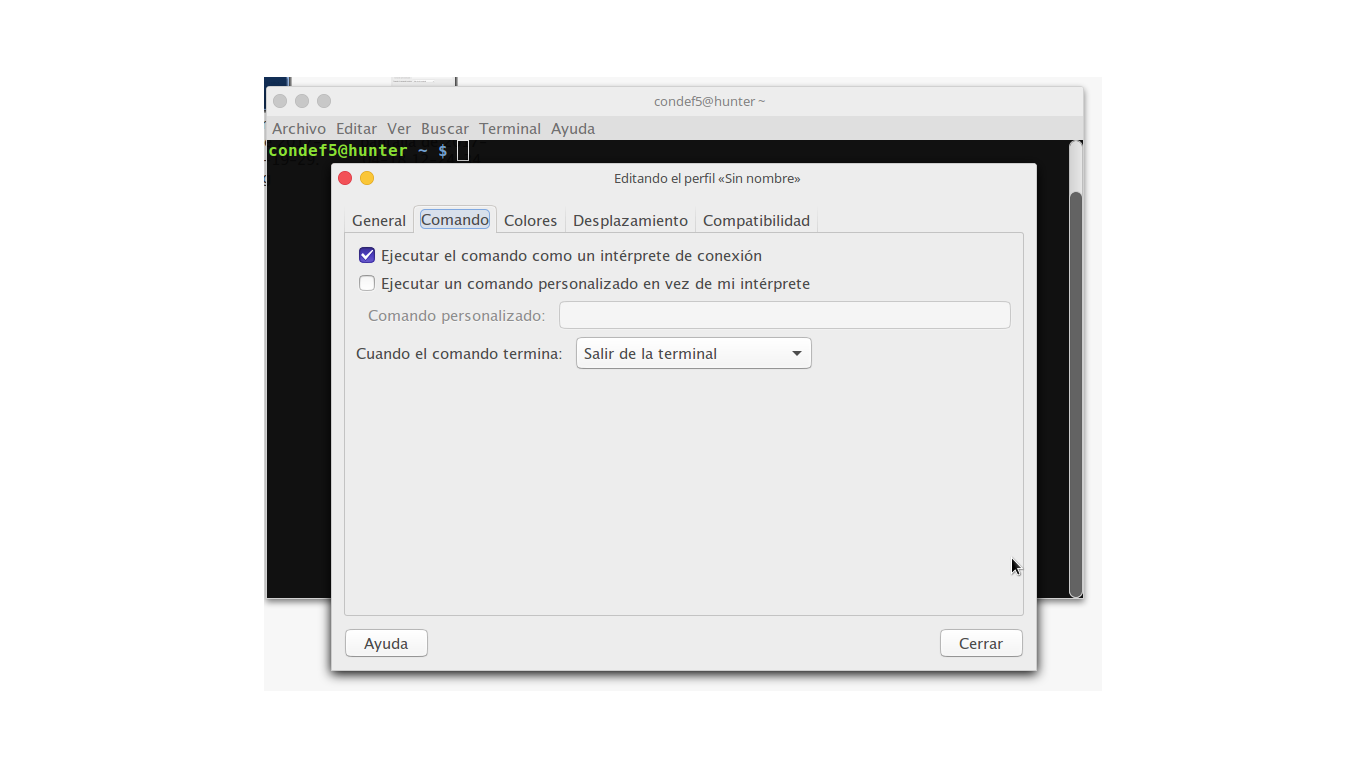 condef5@hunter ~
Archivo Editar Ver Buscar Terminal Ayuda
condef5@hunter ~ $
Editando el perfil «Sin nombre»
General Comando Colores Desplazamiento Compatibilidad
Ejecutar el comando como un intérprete de conexión
Ejecutar un comando personalizado en vez de mi intérprete
Comando personalizado:
Cuando el comando termina: Salir de la terminal
Ayuda Cerrar